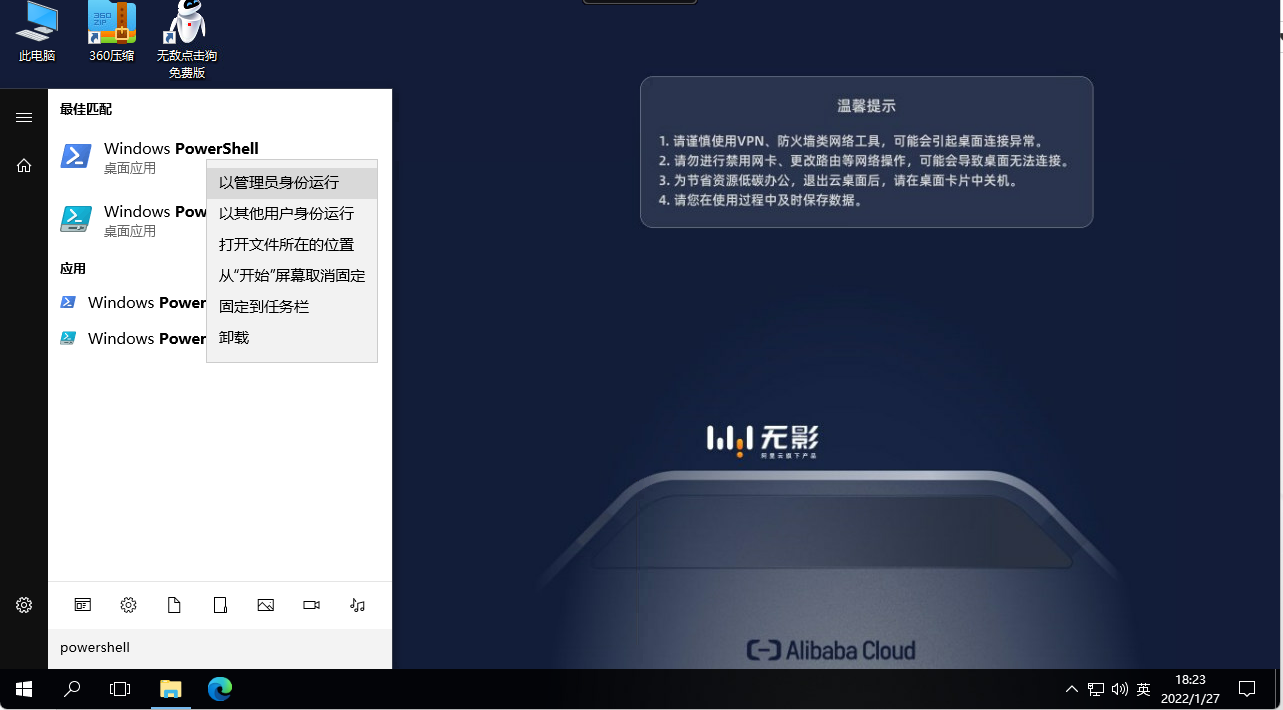 此电脑
360压缩
无敌点击狗
免费版
最佳匹配
Windows PowerShell
桌面应用
Windows Pow
桌面应用
应用
Windows Power
Windows Power
以管理员身份运行
以其他用户身份运行
打开文件所在的位置
从“开始”屏幕取消固定
固定到任务栏
卸载
powershell
温馨提示
1. 请谨慎使用VPN、防火墙类网络工具，可能会引起桌面连接异常。
2. 请勿进行禁用网卡、更改路由等网络操作，可能会导致桌面无法连接。
3. 为节省资源低碳办公，退出云桌面后，请在桌面卡片中关机。
4. 请您在使用过程中及时保存数据。
无影
阿里云旗下产品
Alibaba Cloud
英
18:23
2022/1/27